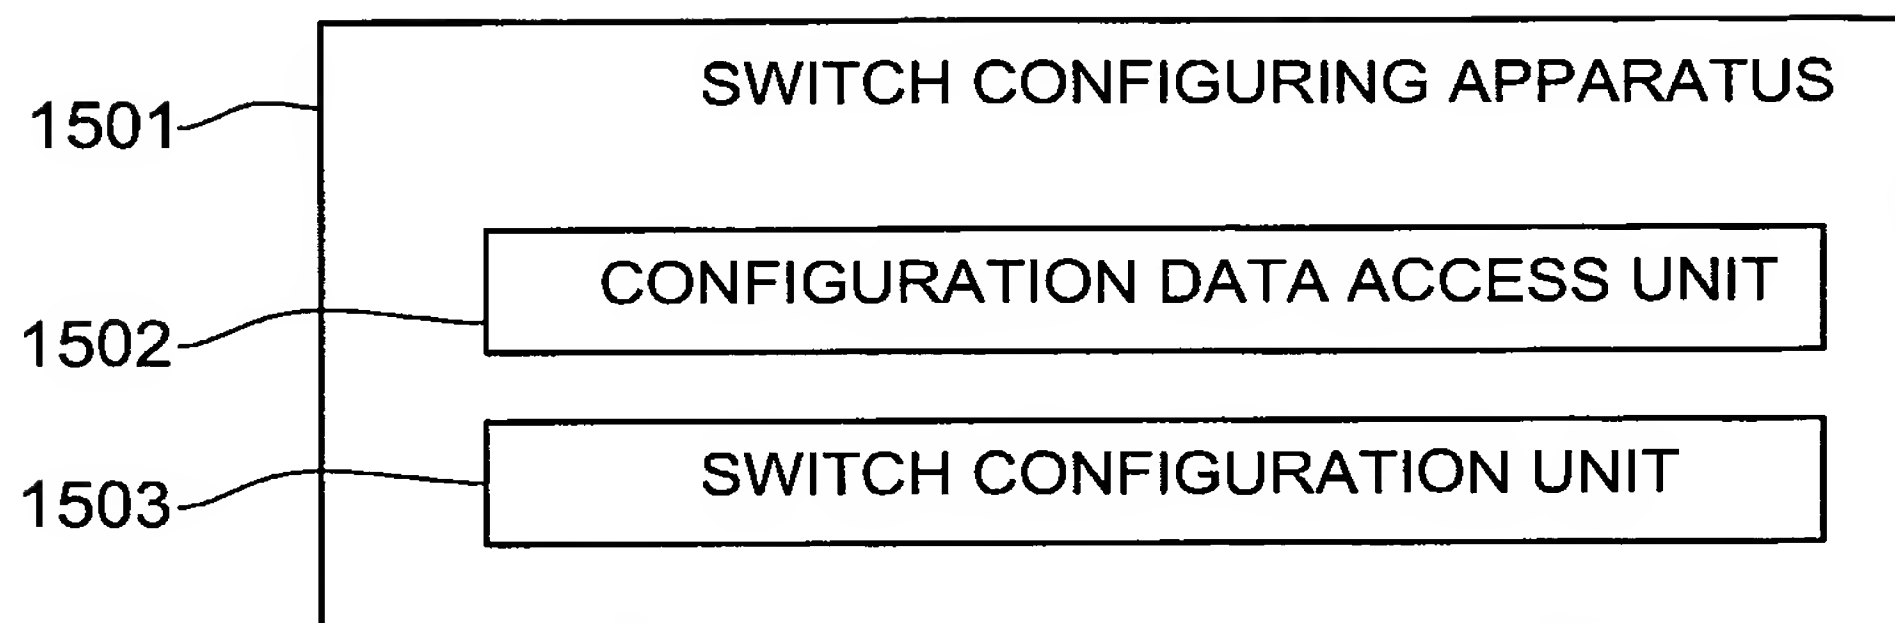 SWITCH CONFIGURING APPARATUS
1501
CONFIGURATION DATA ACCESS UNIT
1502
SWITCH CONFIGURATION UNIT
1503